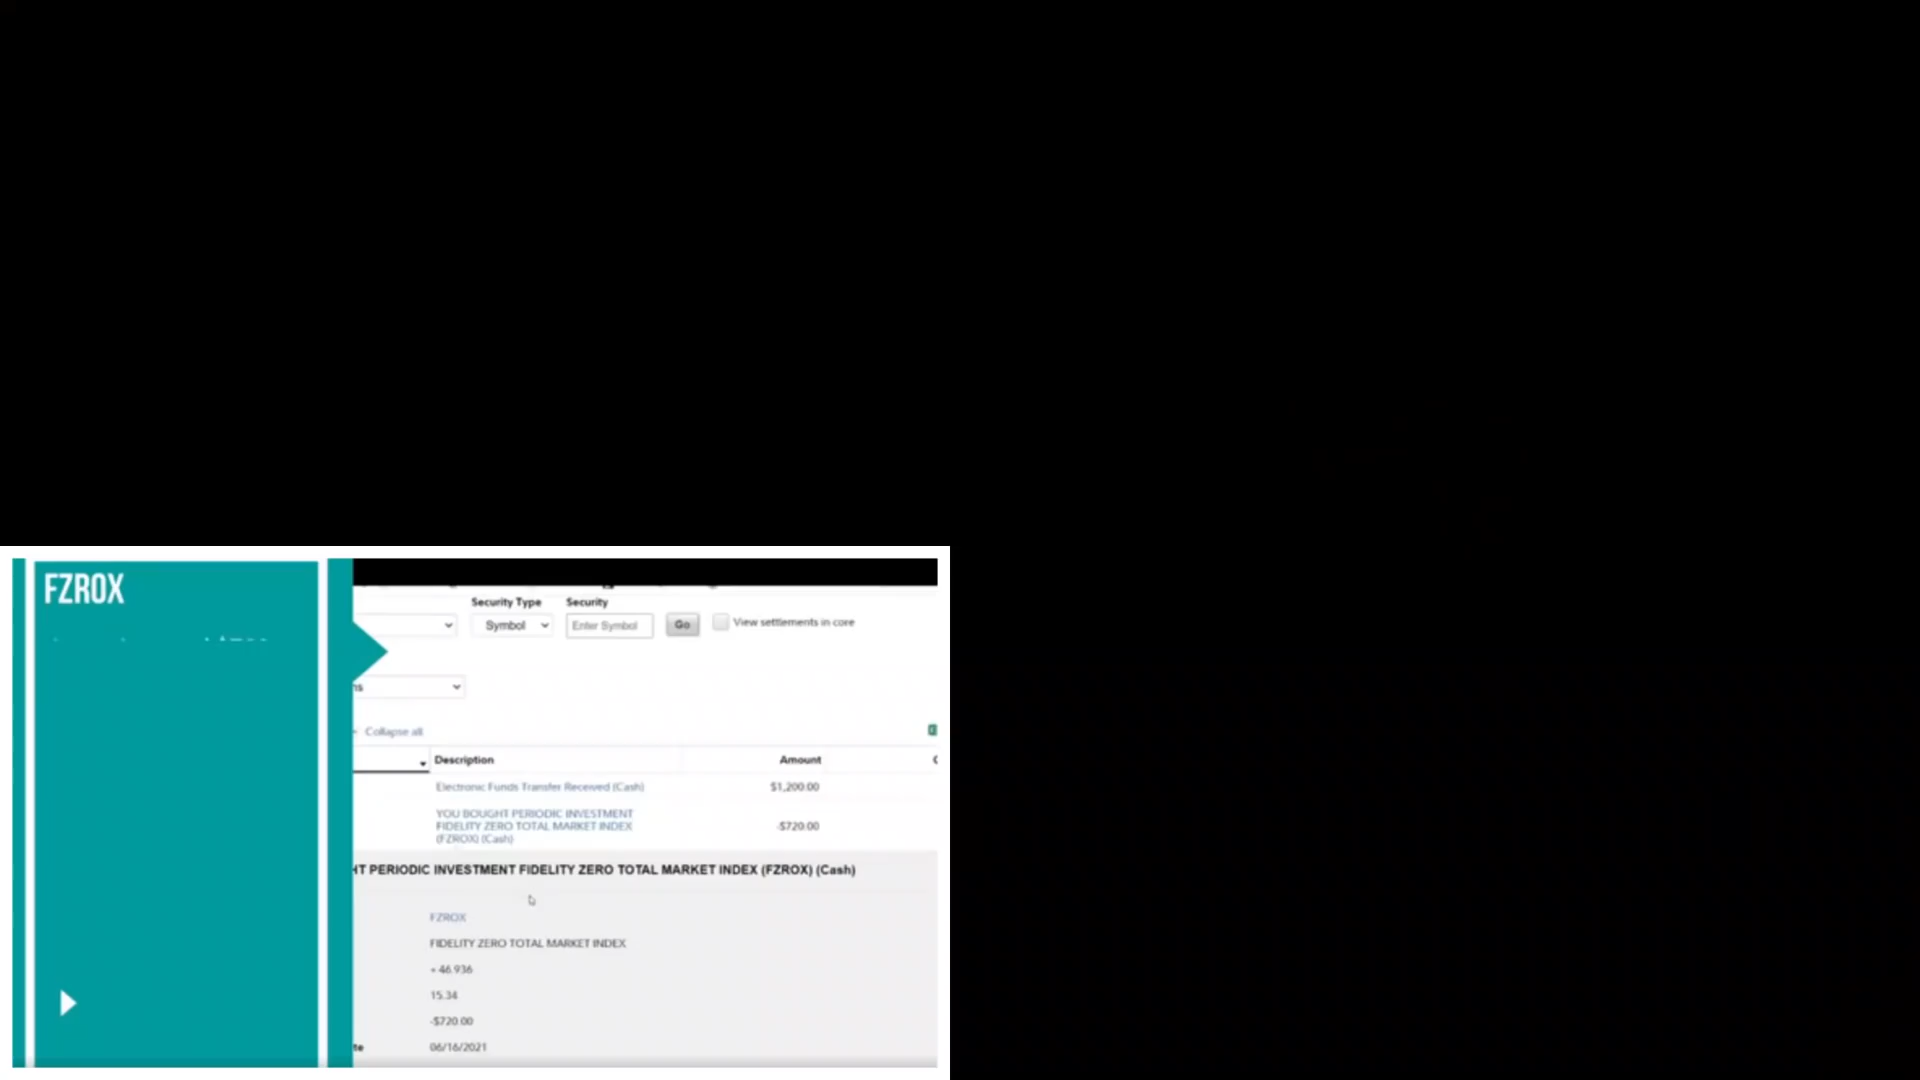 FZROX
Security Type Security
Symbol Enter Symbol Go View settlements in core
Collapse all
Description Amount
Electronic Funds Transfer Received (Cash) $1,200.00
YOU BOUGHT PERIODIC INVESTMENT
FIDELITY ZERO TOTAL MARKET INDEX -$720.00
(FZROX) (Cash)
HT PERIODIC INVESTMENT FIDELITY ZERO TOTAL MARKET INDEX (FZROX) (Cash)
FZROX
FIDELITY ZERO TOTAL MARKET INDEX
+ 46.936
15.34
-$720.00
te 06/16/2021